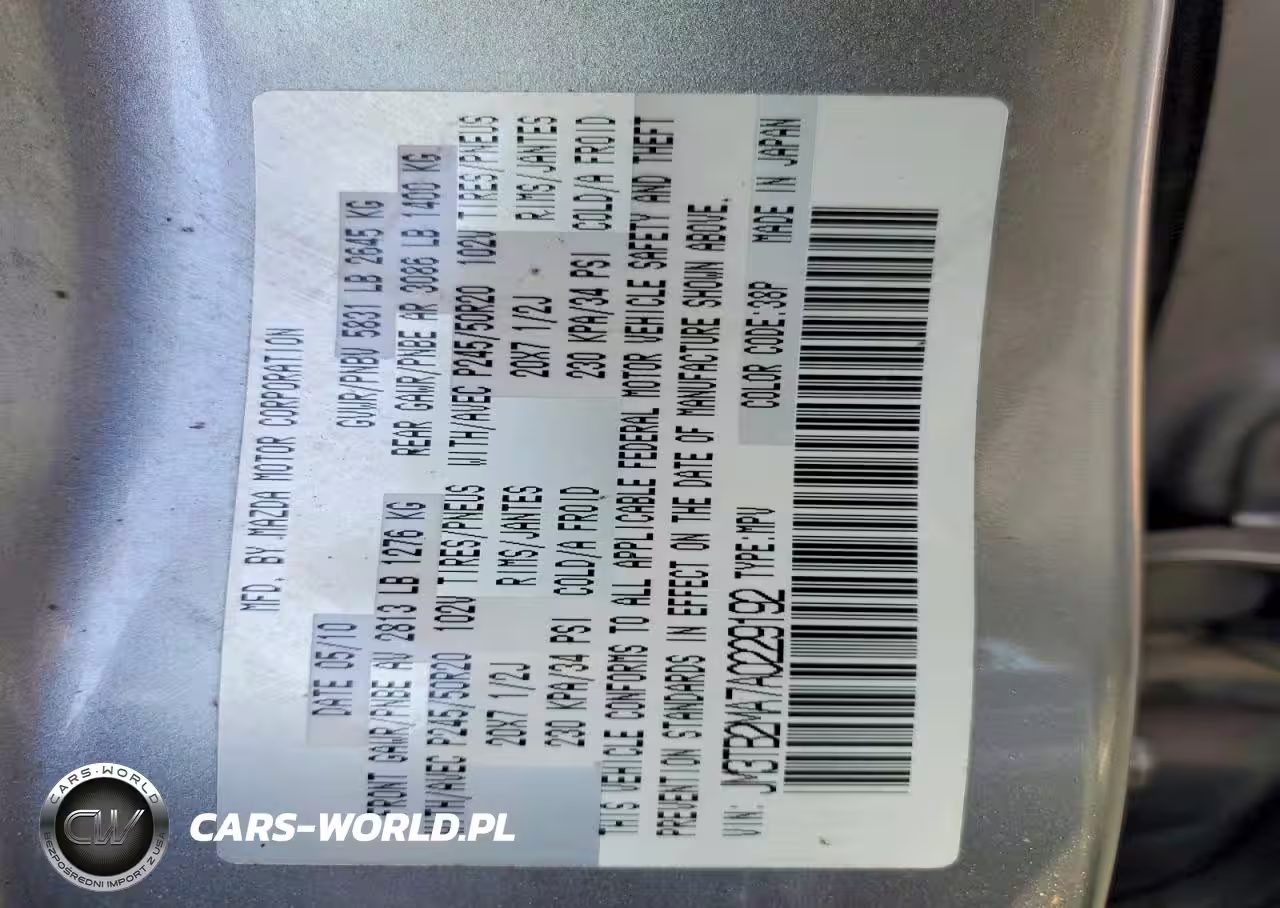 MFD. BY MAZDA MOTOR CORPORATION
DATE 05/10 GVWR/PNBV 5831 LB 2645 KG
FRONT GAWR/PNBE AV 2813 LB 1276 KG REAR GAWR/PNBE AR 3086 LB 1400 KG
WITH/AVEC P245/50R20 102V TIRES/PNEUS WITH/AVEC P245/50R20 102V TIRES/PNEUS
20X7 1/2J RIMS/JANTES 20X7 1/2J RIMS/JANTES
230 KPA/34 PSI COLD/A FROID 230 KPA/34 PSI COLD/A FROID
THIS VEHICLE CONFORMS TO ALL APPLICABLE FEDERAL MOTOR VEHICLE SAFETY AND THEFT
PREVENTION STANDARDS IN EFFECT ON THE DATE OF MANUFACTURE SHOWN ABOVE.
VIN: JM3TB2MA7A0229192 TYPE:MPV COLOR CODE:38P MADE IN JAPAN
CARS-WORLD
CW
BEZPOŚREDNI IMPORT Z USA
CARS-WORLD.PL